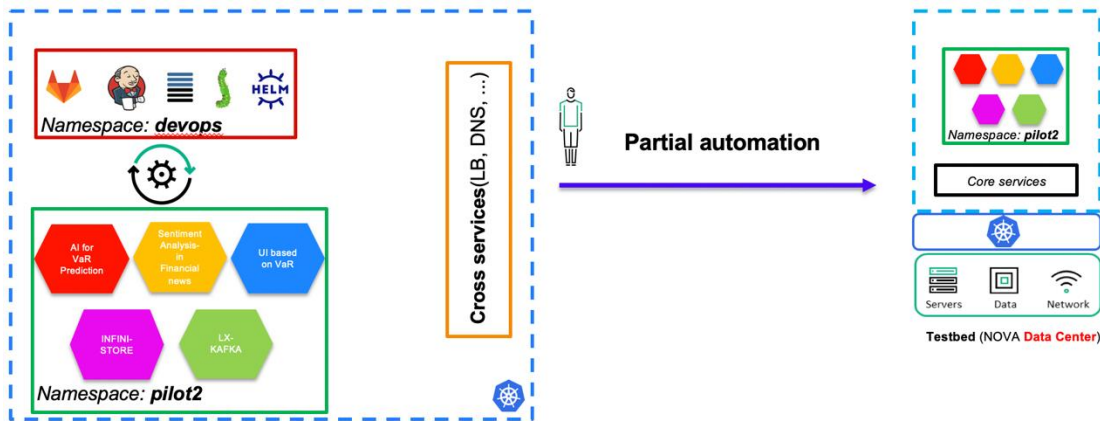 HELM
Namespace: devops
AI for
VaR
Prediction
Sentiment
Analysis-
in
Financial
news
UI based
on VaR
INFINI-
STORE
LX-
KAFKA
Namespace: pilot2
Cross services(LB, DNS, ...)
Partial automation
Namespace: pilot2
Core services
Servers
Data
Network
Testbed (NOVA Data Center)